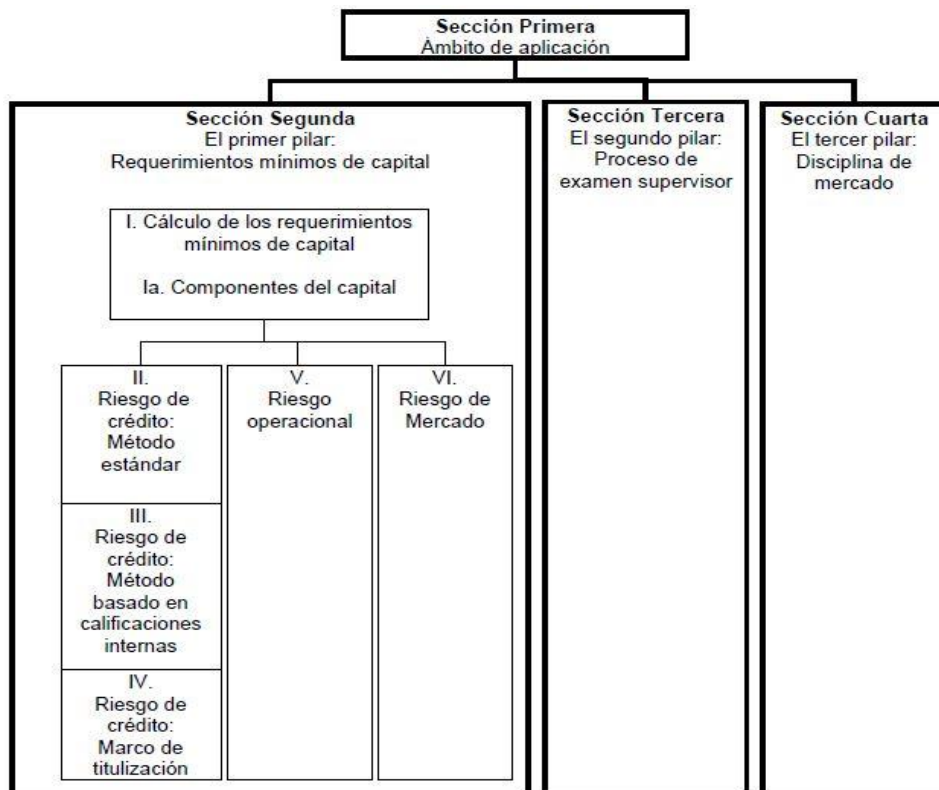 Sección Primera
Ámbito de aplicación
Sección Segunda
El primer pilar:
Requerimientos mínimos de capital
I. Cálculo de los requerimientos
mínimos de capital
Ia. Componentes del capital
II.
Riesgo de
crédito:
Método
estándar
III.
Riesgo de
crédito:
Método
basado en
calificaciones
internas
IV.
Riesgo de
crédito:
Marco de
titulización
V.
Riesgo
operacional
VI.
Riesgo de
Mercado
Sección Tercera
El segundo pilar:
Proceso de
examen supervisor
Sección Cuarta
El tercer pilar:
Disciplina de
mercado